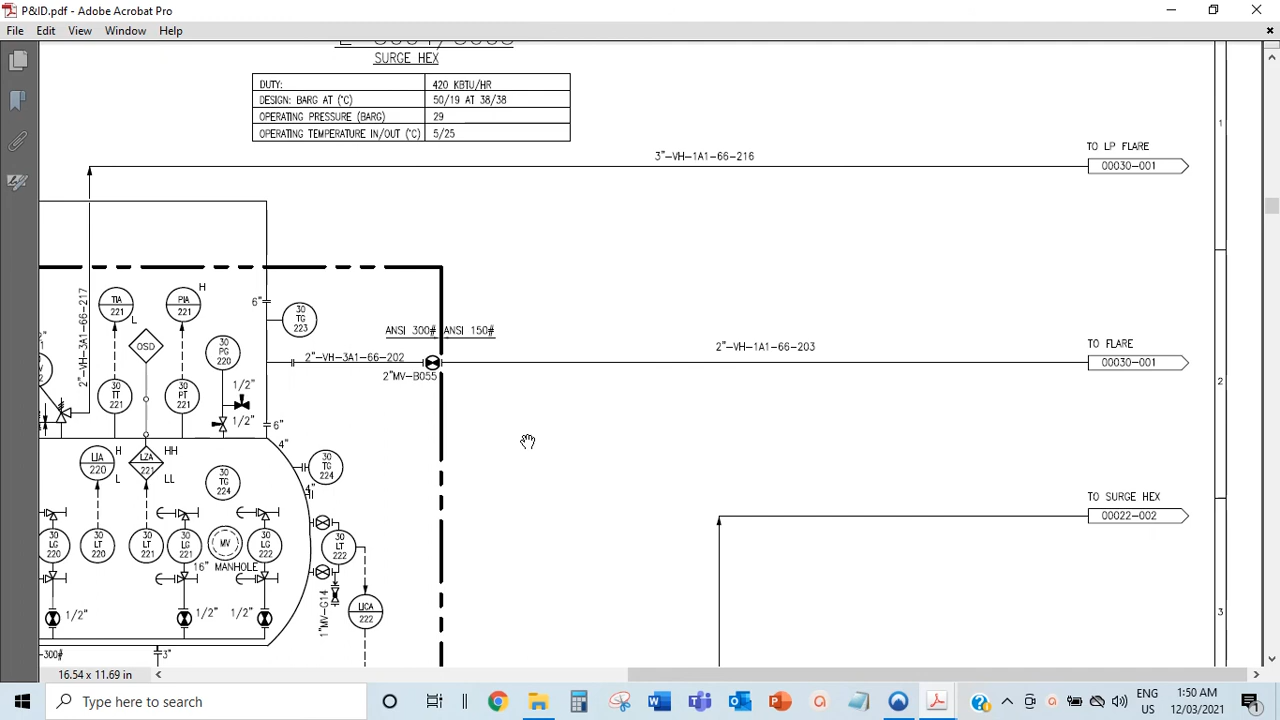 P&ID.pdf - Adobe Acrobat Pro
File Edit View Window Help
SURGE HEX
DUTY: 420 KBTU/HR
DESIGN: BARG AT (°C) 50/19 AT 38/38
OPERATING PRESSURE (BARG) 29
OPERATING TEMPERATURE IN/OUT (°C) 5/25
1
TO LP FLARE
3"-VH-1A1-66-216
00030-001
2"-VH-3A1-66-217
TIA
221
L
PIA
221
H
6"
30
TG
223
OSD
30
PG
220
ANSI 300# ANSI 150#
2"-VH-3A1-66-202
2"MV-B055
2"-VH-1A1-66-203
TO FLARE
00030-001
2
30
TT
221
30
PT
221
1/2"
1/2"
6"
4"
LIA
220
H
L
LZA
221
HH
LL
30
TG
224
30
TG
224
4"
TO SURGE HEX
00022-002
30
LG
220
30
LT
220
30
LT
221
30
LG
221
MV
30
LG
222
16" MANHOLE
30
LT
222
1"MV-G14
LICA
222
1/2"
1/2"
1/2"
3
-300#
3"
16.54 x 11.69 in
Type here to search
ENG
US
1:50 AM
12/03/2021
1